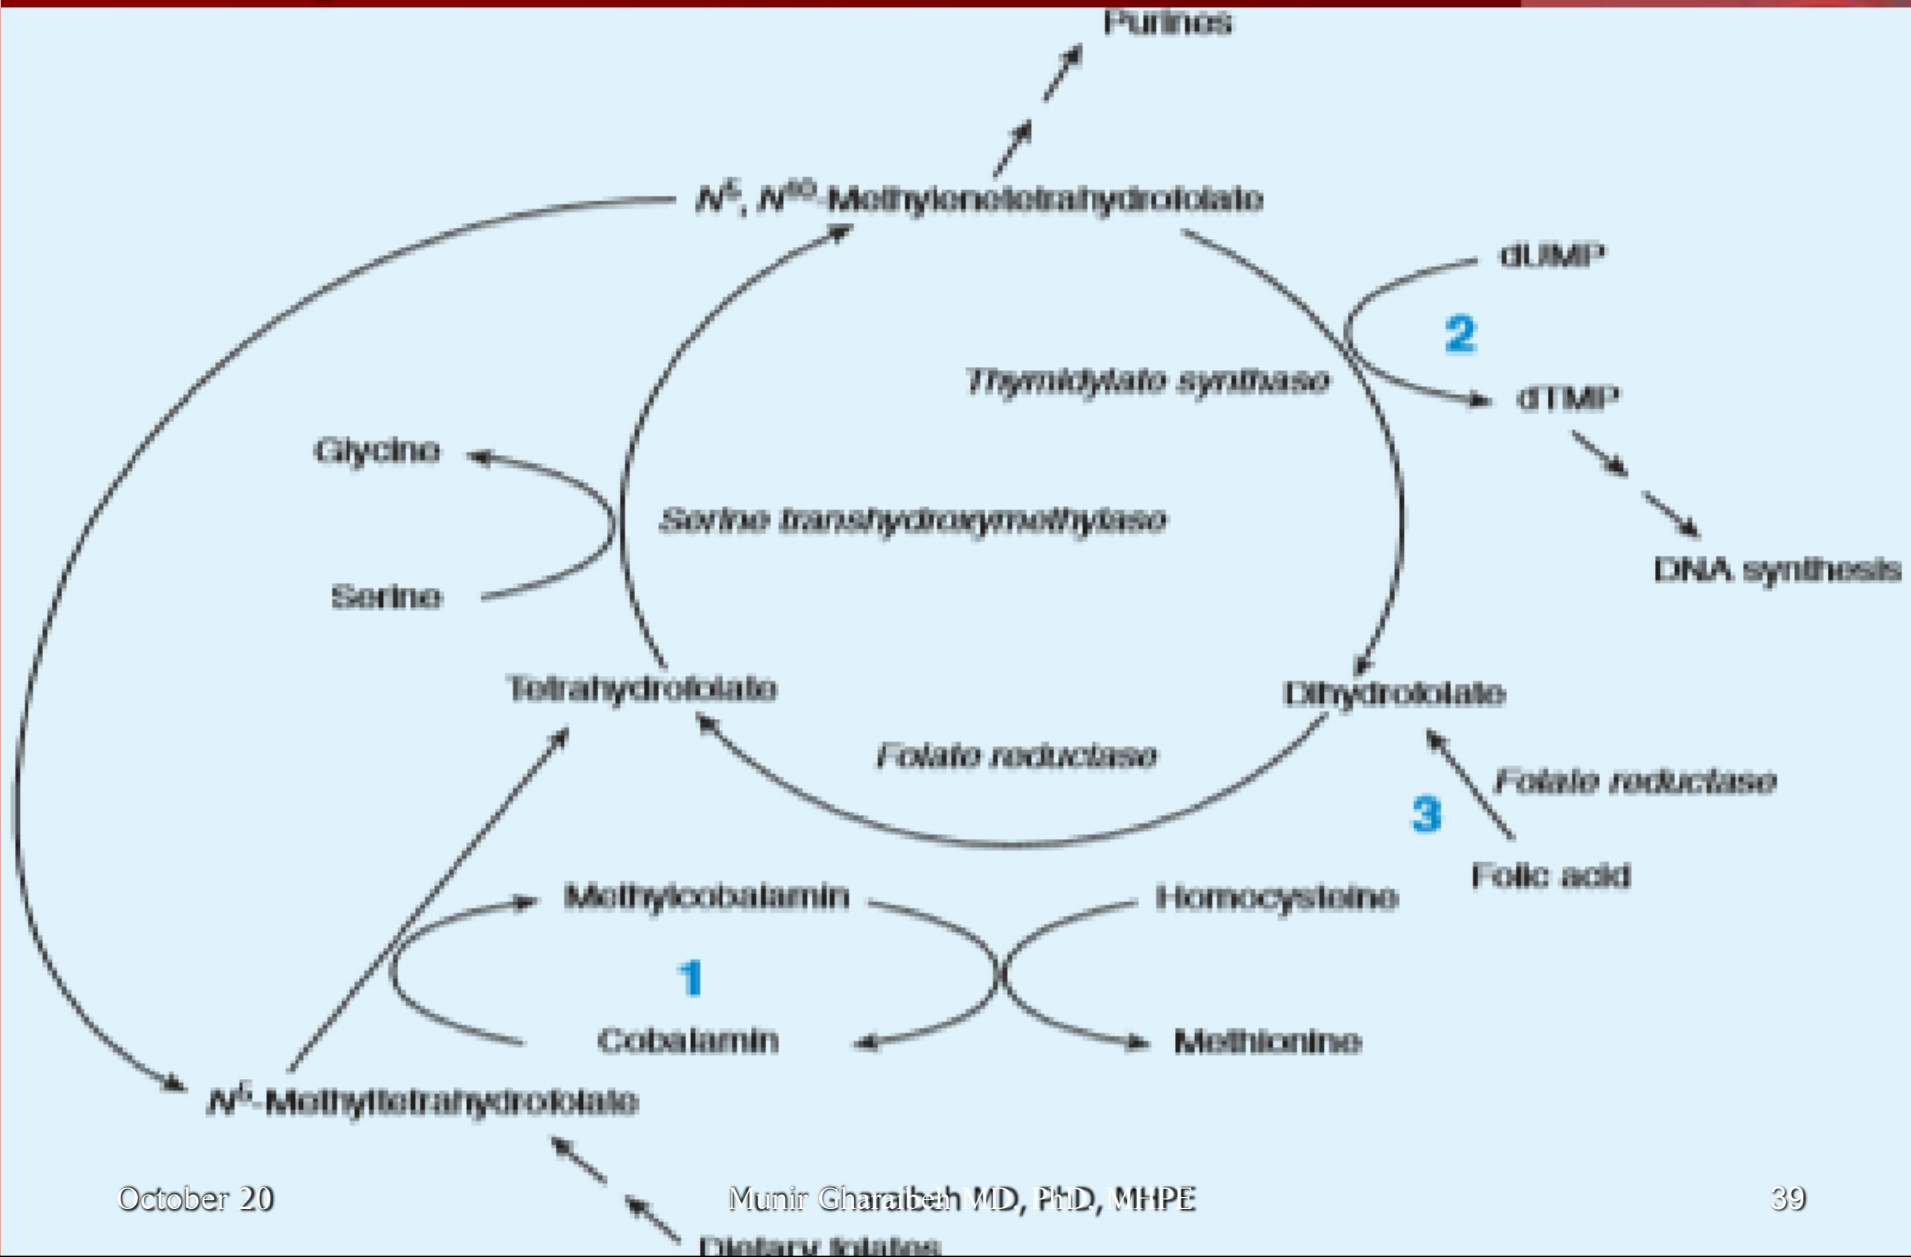 Purines
N5, N10-Methylenetetrahydrofolate
dUMP
2
Thymidylate synthase
dTMP
Glycine
Serine transhydroxymethylase
DNA synthesis
Serine
Tetrahydrofolate
Dihydrofolate
Folate reductase
Folate reductase
3
Folic acid
Methylcobalamin
Homocysteine
1
Cobalamin
Methionine
N5-Methyltetrahydrofolate
October 20
Munir Gharaibeh MD, PhD, MHPE
39
Dietary folates